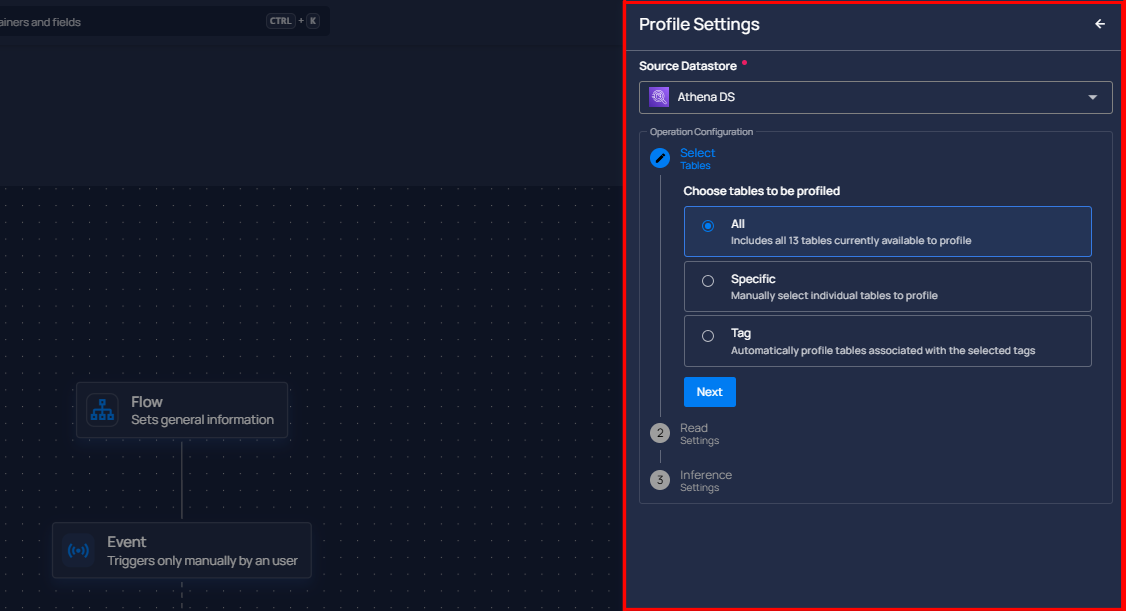 ainers and fields
CTRL + K
Profile Settings
Source Datastore *
Athena DS
Operation Configuration
Select
Tables
Choose tables to be profiled
All
Includes all 13 tables currently available to profile
Specific
Manually select individual tables to profile
Tag
Automatically profile tables associated with the selected tags
Next
2
Read
Settings
3
Inference
Settings
Flow
Sets general information
Event
Triggers only manually by an user